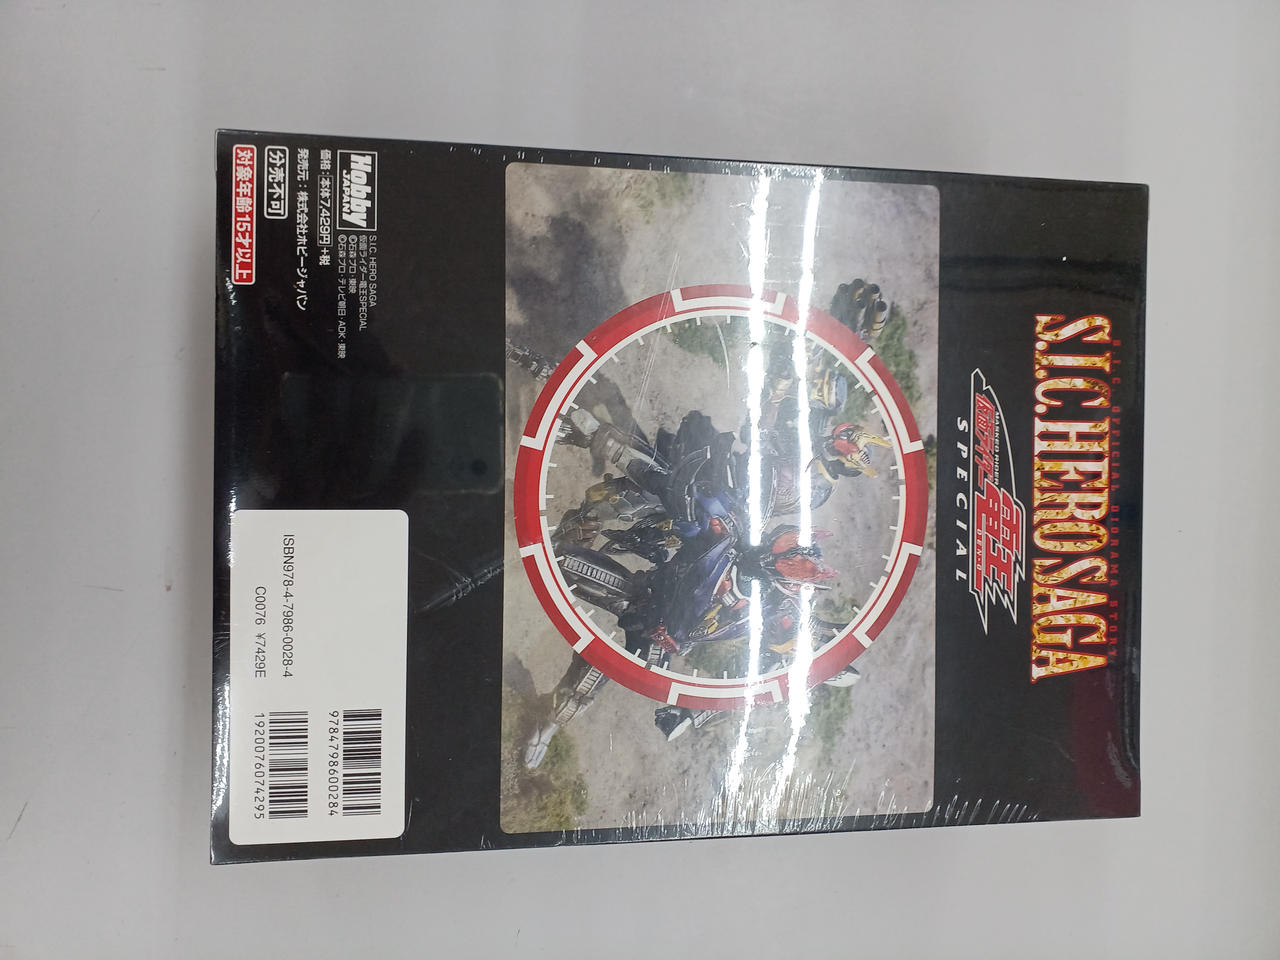 S.I.C. OFFICIAL DIORAMA STORY
S.I.C. HERO SAGA
MASKED RIDER DEN-O
仮面ライダー電王
SPECIAL
Hobby
JAPAN
S.I.C. HERO SAGA
仮面ライダー電王SPECIAL
©石森プロ・東映
©石森プロ・テレビ朝日・ADK・東映
価格:本体7,429円+税
発売元:株式会社ホビージャパン
分売不可
対象年齢15才以上
ISBN978-4-7986-0028-4
C0076 ¥7429E
9784798600284
1920076074295